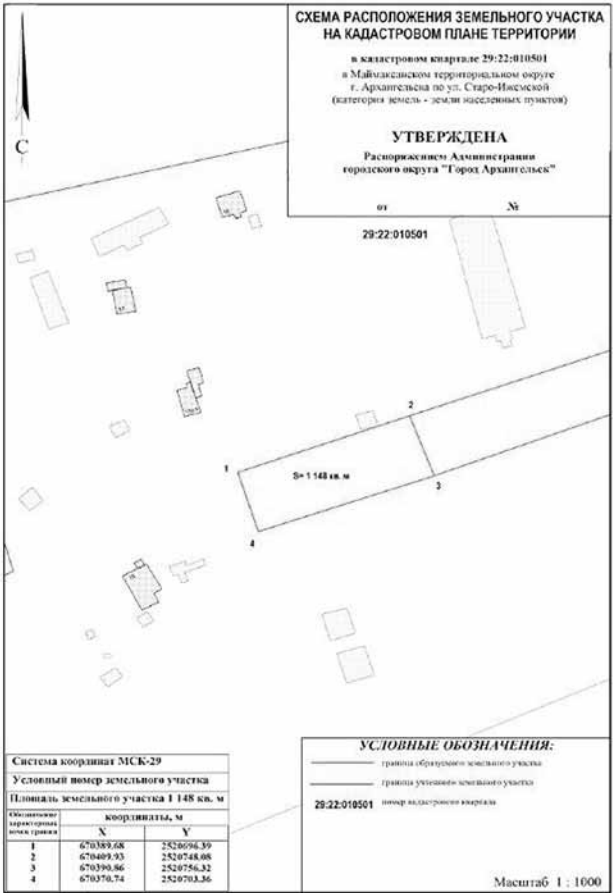 СХЕМА РАСПОЛОЖЕНИЯ ЗЕМЕЛЬНОГО УЧАСТКА
НА КАДАСТРОВОМ ПЛАНЕ ТЕРРИТОРИИ
в кадастровом квартале 29:22:010501
в Маймаксанском территориальном округе
г. Архангельска по ул. Старо-Ижемской
(категория земель - земли населенных пунктов)
УТВЕРЖДЕНА
Распоряжением Администрации
городского округа "Город Архангельск"
от №
С
29:22:010501
2
1
S= 1 148 кв. м
3
4
Система координат МСК-29
Условный номер земельного участка
Площадь земельного участка 1 148 кв. м
Обозначение характерных точек границ
координаты, м
X Y
1 670389.68 2520696.39
2 670409.93 2520748.08
3 670390.86 2520756.32
4 670370.74 2520703.36
УСЛОВНЫЕ ОБОЗНАЧЕНИЯ:
граница образуемого земельного участка
граница учтенного земельного участка
29:22:010501 номер кадастрового квартала
Масштаб 1 : 1000